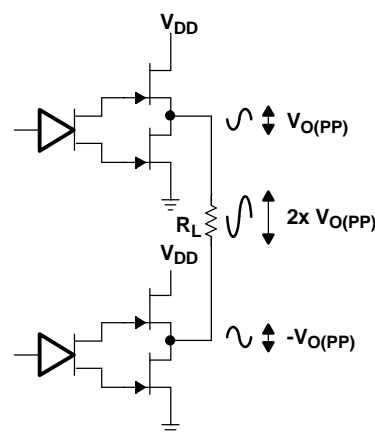 VDD
VO(PP)
RL
2x VO(PP)
VDD
-VO(PP)